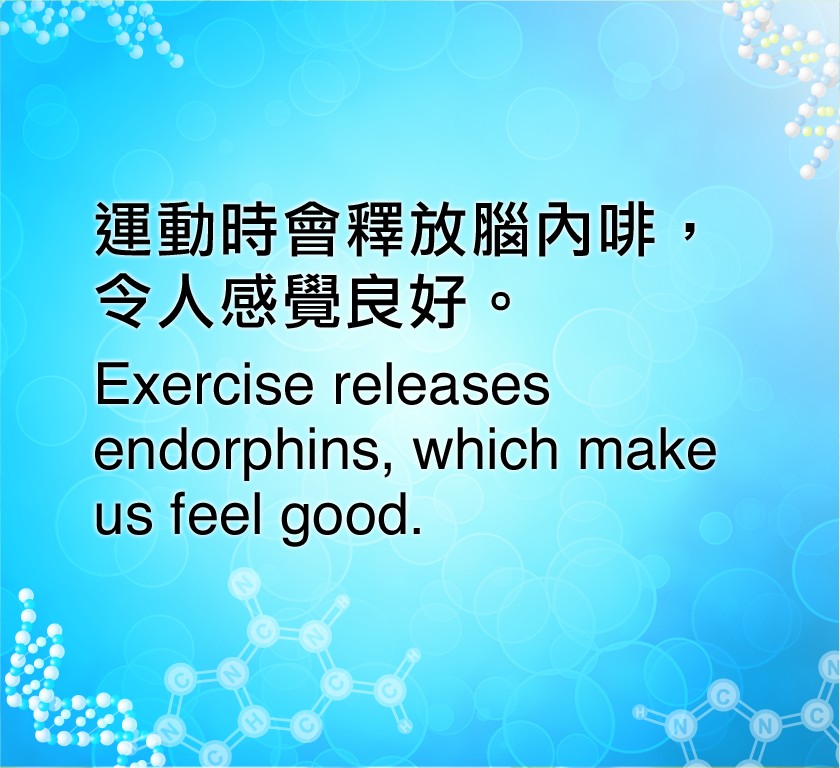 運動時會釋放腦內啡，
令人感覺良好。
Exercise releases
endorphins, which make
us feel good.
N
C
N
H
C
N
C
C
H
N
H
C
C
H
C
H
N
C
N
C
N